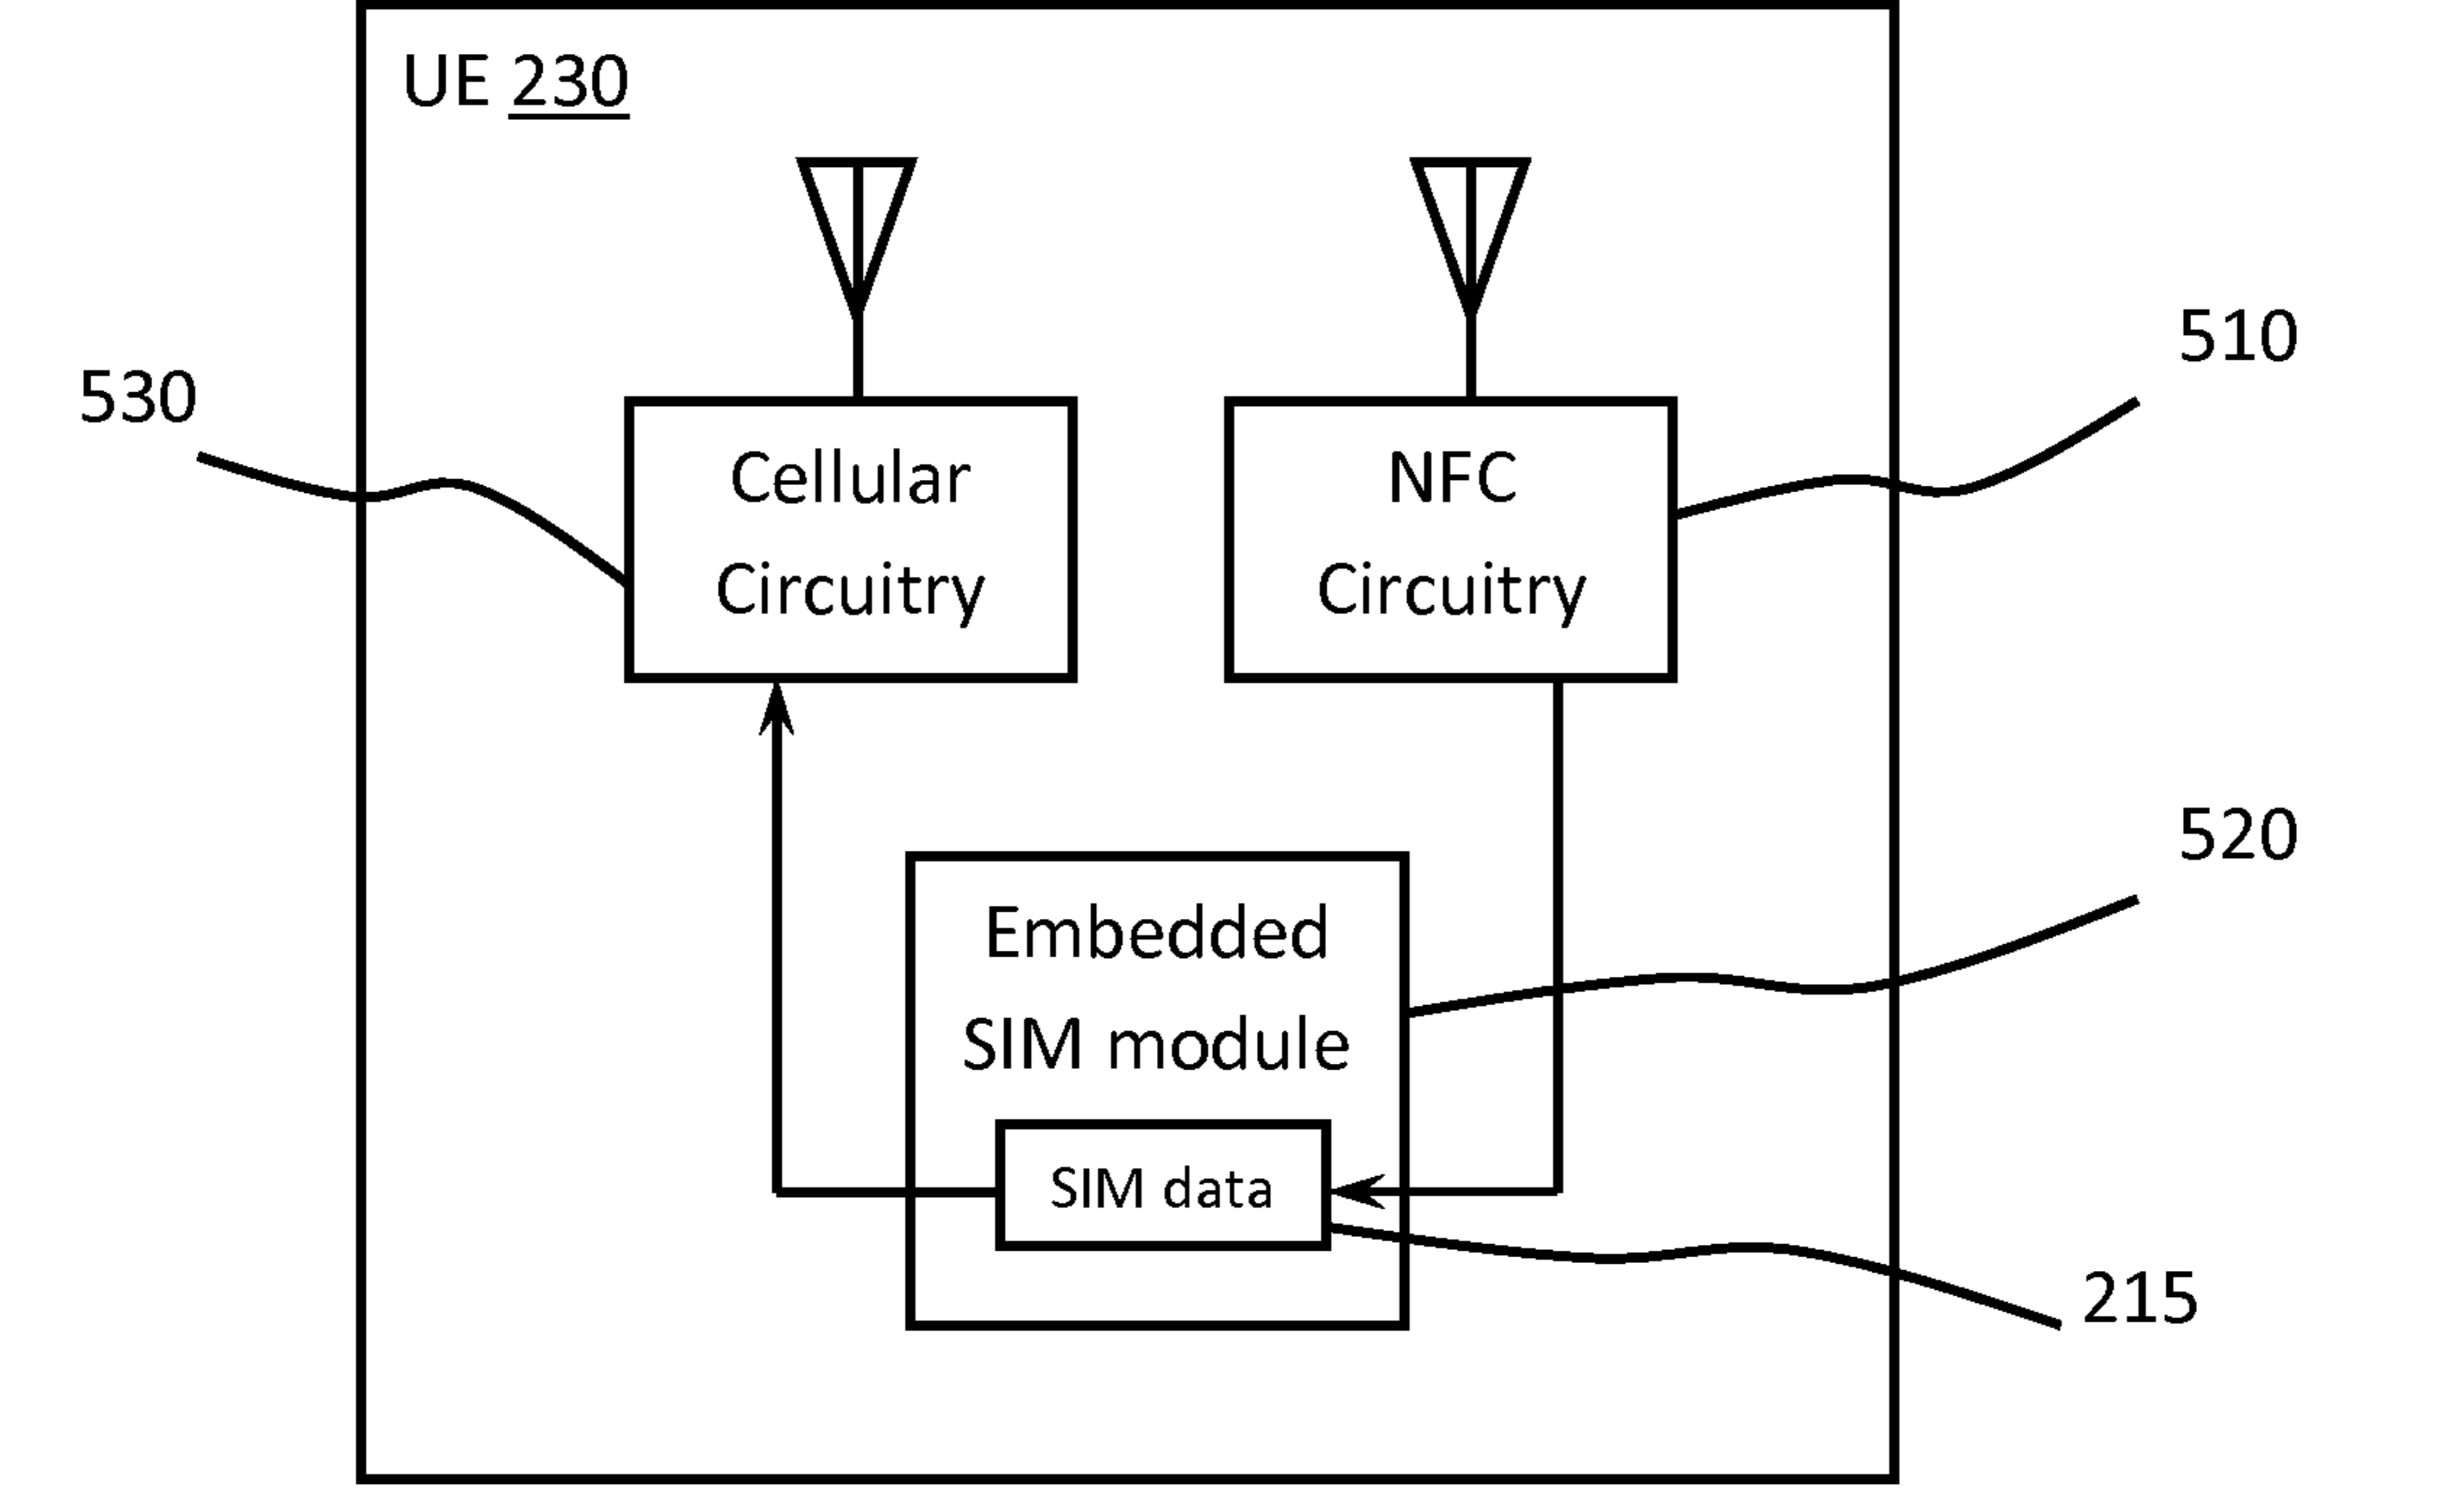 UE 230
510
530
Cellular
Circuitry
NFC
Circuitry
520
Embedded
SIM module
SIM data
215